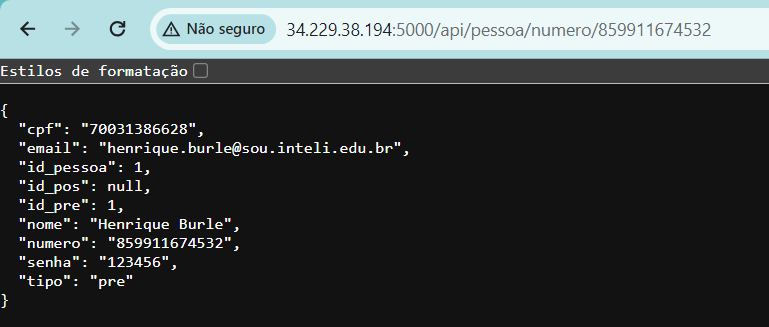 Não seguro 34.229.38.194:5000/api/pessoa/numero/859911674532
Estilos de formatação
{
"cpf": "70031386628",
"email": "henrique.burle@sou.inteli.edu.br",
"id_pessoa": 1,
"id_pos": null,
"id_pre": 1,
"nome": "Henrique Burle",
"numero": "859911674532",
"senha": "123456",
"tipo": "pre"
}